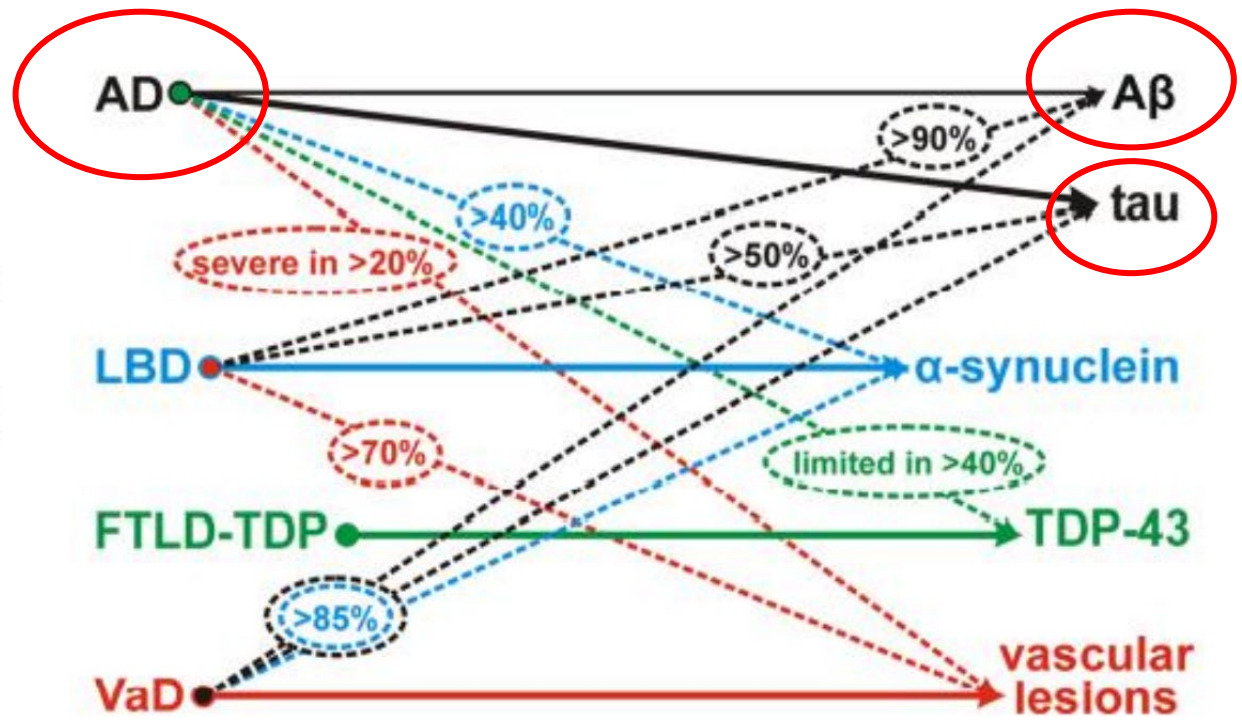 AD
Aβ
>90%
tau
>40%
>50%
severe in >20%
LBD
α-synuclein
>70%
limited in >40%
FTLD-TDP
TDP-43
>85%
vascular
lesions
VaD